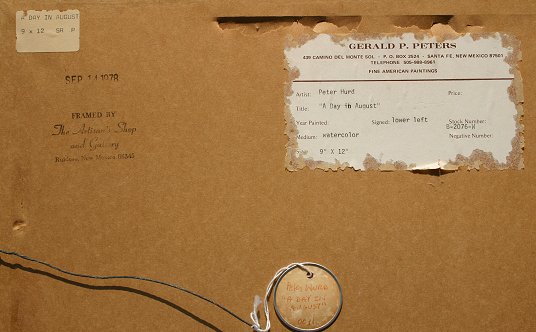 A DAY IN AUGUST
9 x 12 SR P
SEP 14 1978
FRAMED BY
The Artisan's Shop
and Gallery
New Mexico
GERALD P. PETERS
439 CAMINO DEL MONTE SOL - P. O. BOX 2524 - SANTA FE, NEW MEXICO 87501
TELEPHONE 505-988-8961
FINE AMERICAN PAINTINGS
Artist: Peter Hurd Price:
Title: "A Day in August"
Year Painted: Signed: lower left Stock Number:
B-2076-W
Medium: watercolor Negative Number:
9" X 12"
Peter Hurd
"A DAY IN
AUGUST"